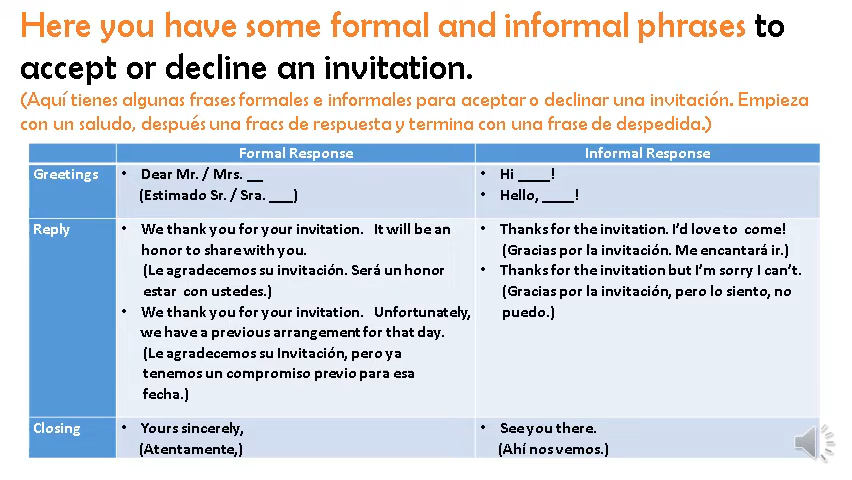 Here you have some formal and informal phrases to
accept or decline an invitation.
(Aquí tienes algunas frases formales e informales para aceptar o declinar una invitación. Empieza
con un saludo, después una fracs de respuesta y termina con una frase de despedida.)
Formal Response
Informal Response
Greetings
• Dear Mr. / Mrs. __
(Estimado Sr. / Sra. ___)
• Hi ____!
• Hello, ____!
Reply
• We thank you for your invitation. It will be an
honor to share with you.
(Le agradecemos su invitación. Será un honor
estar con ustedes.)
• We thank you for your invitation. Unfortunately,
we have a previous arrangement for that day.
(Le agradecemos su Invitación, pero ya
tenemos un compromiso previo para esa
fecha.)
• Thanks for the invitation. I'd love to come!
(Gracias por la invitación. Me encantará ir.)
• Thanks for the invitation but I'm sorry I can't.
(Gracias por la invitación, pero lo siento, no
puedo.)
Closing
• Yours sincerely,
(Atentamente,)
• See you there.
(Ahí nos vemos.)